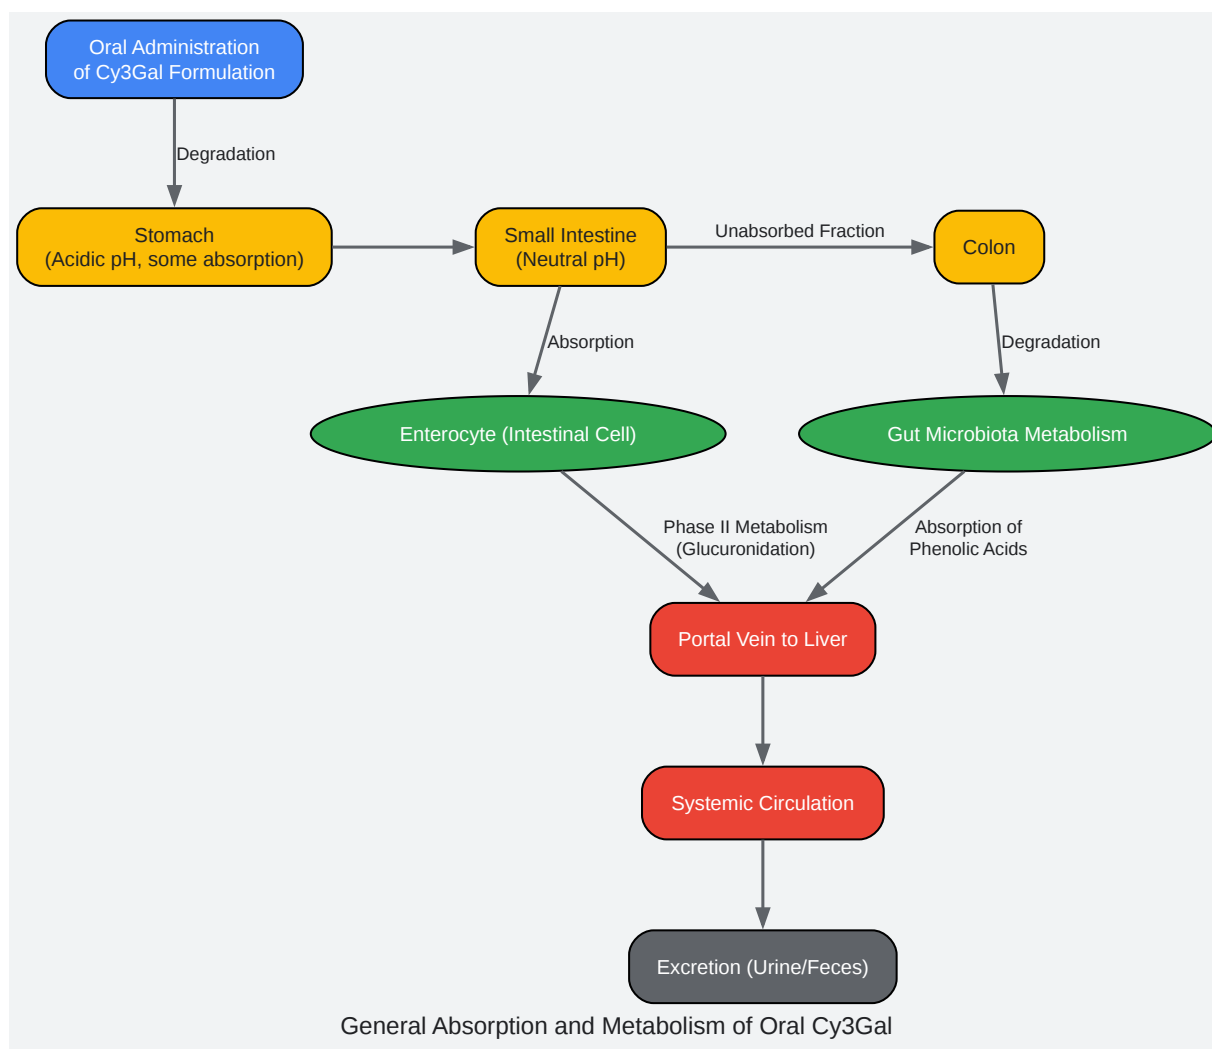 Oral Administration
of Cy3Gal Formulation
Degradation
Stomach
(Acidic pH, some absorption)
Small Intestine
(Neutral pH)
Unabsorbed Fraction
Colon
Absorption
Degradation
Enterocyte (Intestinal Cell)
Gut Microbiota Metabolism
Phase II Metabolism
(Glucuronidation)
Absorption of
Phenolic Acids
Portal Vein to Liver
Systemic Circulation
Excretion (Urine/Feces)
General Absorption and Metabolism of Oral Cy3Gal